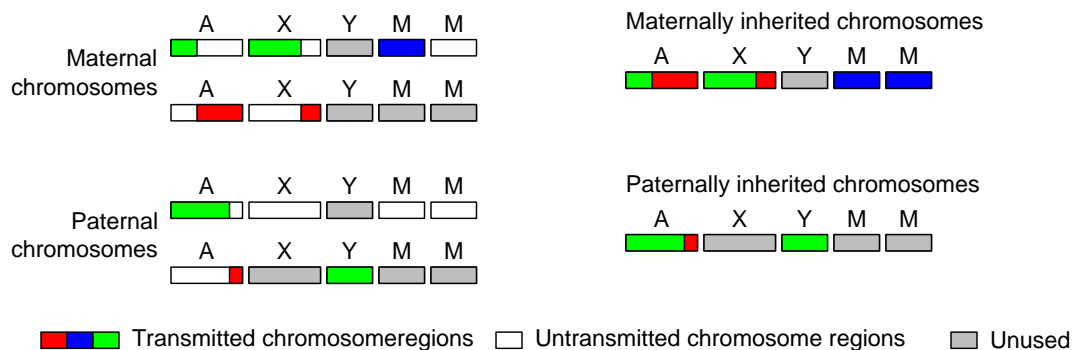 A X Y M M
Maternal
chromosomes
A X Y M M
A X Y M M
Paternal
chromosomes
A X Y M M
Maternally inherited chromosomes
A X Y M M
Paternally inherited chromosomes
A X Y M M
Transmitted chromosomeregions
Untransmitted chromosome regions
Unused